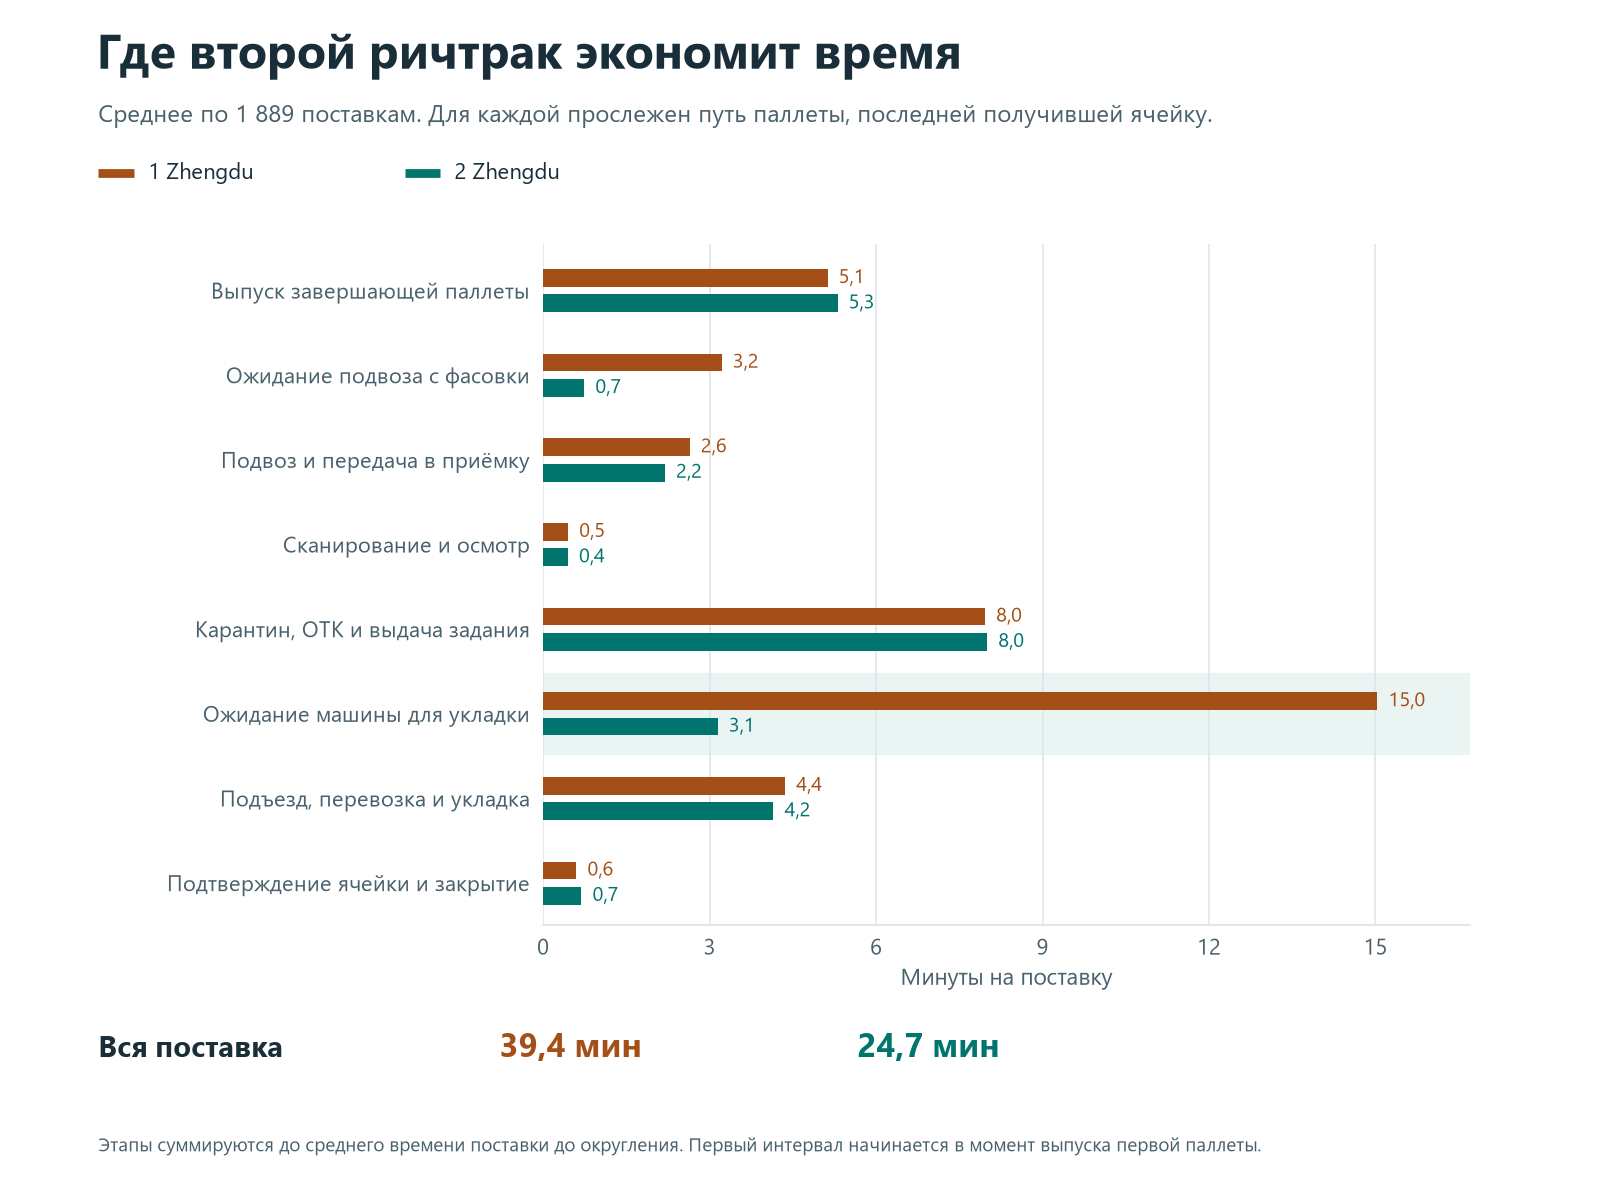 Где второй ричтрак экономит время
Среднее по 1 889 поставкам. Для каждой прослежен путь паллеты, последней получившей ячейку.
1 Zhengdu 2 Zhengdu
Выпуск завершающей паллеты
5,1
5,3
Ожидание подвоза с фасовки
3,2
0,7
Подвоз и передача в приёмку
2,6
2,2
Сканирование и осмотр
0,5
0,4
Карантин, ОТК и выдача задания
8,0
8,0
Ожидание машины для укладки
15,0
3,1
Подъезд, перевозка и укладка
4,4
4,2
Подтверждение ячейки и закрытие
0,6
0,7
0 3 6 9 12 15
Минуты на поставку
Вся поставка 39,4 мин 24,7 мин
Этапы суммируются до среднего времени поставки до округления. Первый интервал начинается в момент выпуска первой паллеты.